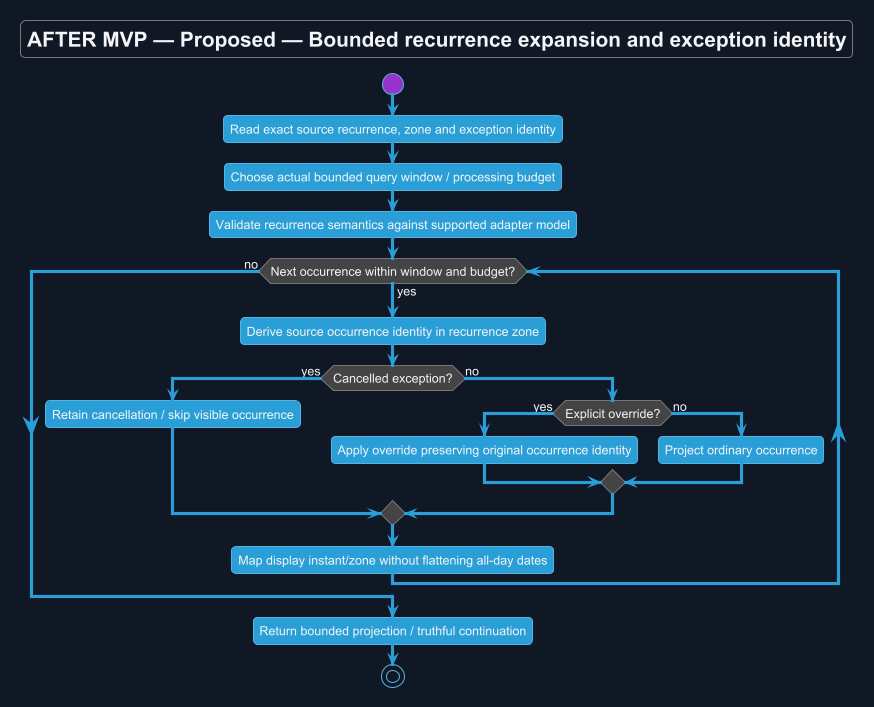 AFTER MVP — Proposed — Bounded recurrence expansion and exception identity
Read exact source recurrence, zone and exception identity
Choose actual bounded query window / processing budget
Validate recurrence semantics against supported adapter model
no
Next occurrence within window and budget?
yes
Derive source occurrence identity in recurrence zone
yes
Cancelled exception?
no
Retain cancellation / skip visible occurrence
yes
Explicit override?
no
Apply override preserving original occurrence identity
Project ordinary occurrence
Map display instant/zone without flattening all-day dates
Return bounded projection / truthful continuation